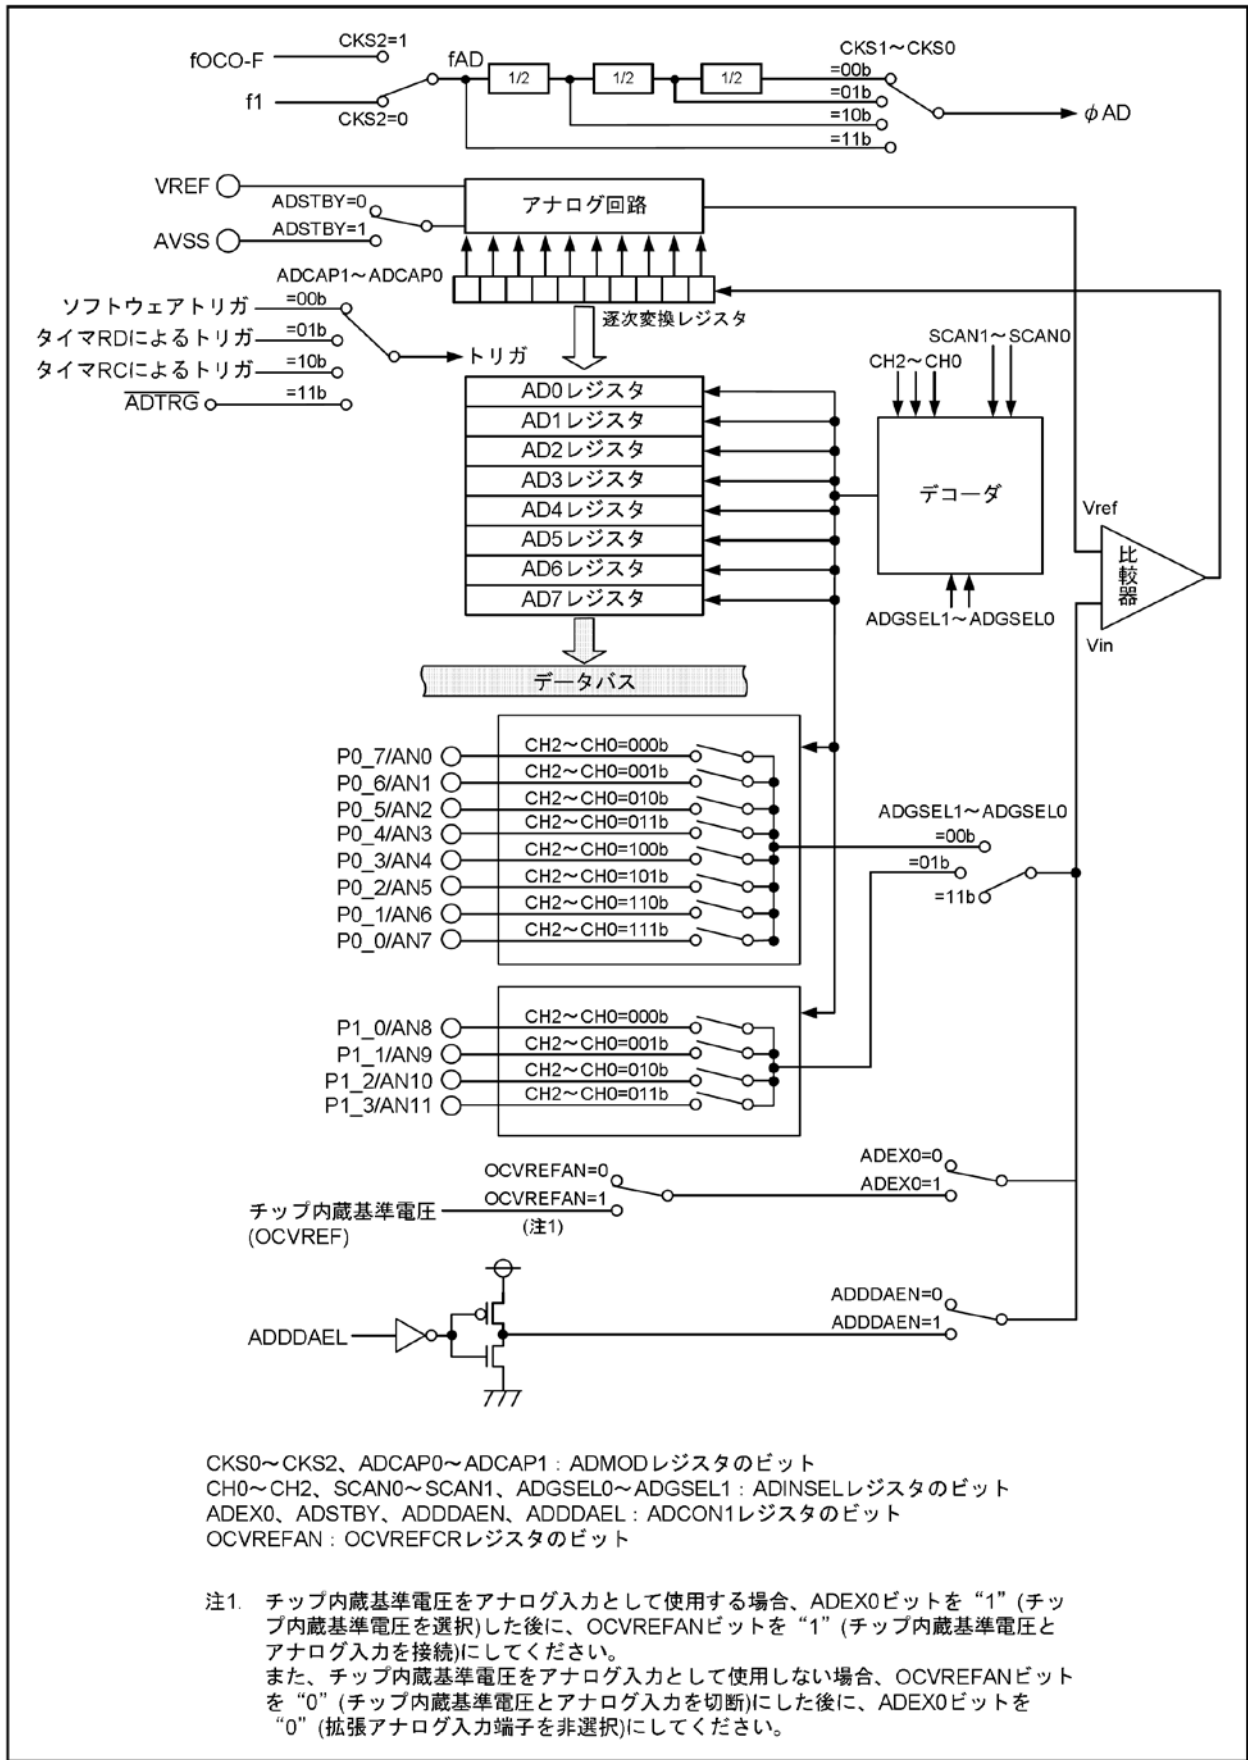 fOCO-F
CKS2=1
f1
CKS2=0
fAD
1/2
1/2
1/2
CKS1～CKS0
=00b
=01b
=10b
=11b
φAD
VREF
AVSS
ADSTBY=0
ADSTBY=1
アナログ回路
ADCAP1～ADCAP0
ソフトウェアトリガ
=00b
タイマRDによるトリガ
=01b
タイマRCによるトリガ
=10b
ADTRG
=11b
トリガ
逐次変換レジスタ
AD0レジスタ
AD1レジスタ
AD2レジスタ
AD3レジスタ
AD4レジスタ
AD5レジスタ
AD6レジスタ
AD7レジスタ
データバス
SCAN1～SCAN0
CH2～CH0
デコーダ
ADGSEL1～ADGSEL0
Vref
比較器
Vin
P0_7/AN0
CH2～CH0=000b
P0_6/AN1
CH2～CH0=001b
P0_5/AN2
CH2～CH0=010b
P0_4/AN3
CH2～CH0=011b
P0_3/AN4
CH2～CH0=100b
P0_2/AN5
CH2～CH0=101b
P0_1/AN6
CH2～CH0=110b
P0_0/AN7
CH2～CH0=111b
ADGSEL1～ADGSEL0
=00b
=01b
=11b
P1_0/AN8
CH2～CH0=000b
P1_1/AN9
CH2～CH0=001b
P1_2/AN10
CH2～CH0=010b
P1_3/AN11
CH2～CH0=011b
チップ内蔵基準電圧
(OCVREF)
OCVREFAN=0
OCVREFAN=1
(注1)
ADEX0=0
ADEX0=1
ADDDAEL
ADDDAEN=0
ADDDAEN=1
CKS0～CKS2、ADCAP0～ADCAP1：ADMODレジスタのビット
CH0～CH2、SCAN0～SCAN1、ADGSEL0～ADGSEL1：ADINSELレジスタのビット
ADEX0、ADSTBY、ADDDAEN、ADDDAEL：ADCON1レジスタのビット
OCVREFAN：OCVREFCRレジスタのビット
注1. チップ内蔵基準電圧をアナログ入力として使用する場合、ADEX0ビットを“1”(チッ
プ内蔵基準電圧を選択)した後に、OCVREFANビットを“1”(チップ内蔵基準電圧と
アナログ入力を接続)にしてください。
また、チップ内蔵基準電圧をアナログ入力として使用しない場合、OCVREFANビット
を“0”(チップ内蔵基準電圧とアナログ入力を切断)にした後に、ADEX0ビットを
“0”(拡張アナログ入力端子を非選択)にしてください。